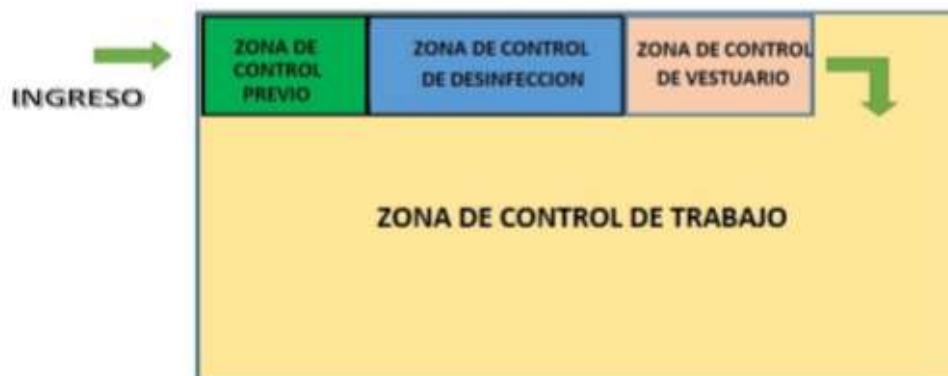 INGRESO
ZONA DE
CONTROL
PREVIO
ZONA DE CONTROL
DE DESINFECCION
ZONA DE CONTROL
DE VESTUARIO
ZONA DE CONTROL DE TRABAJO